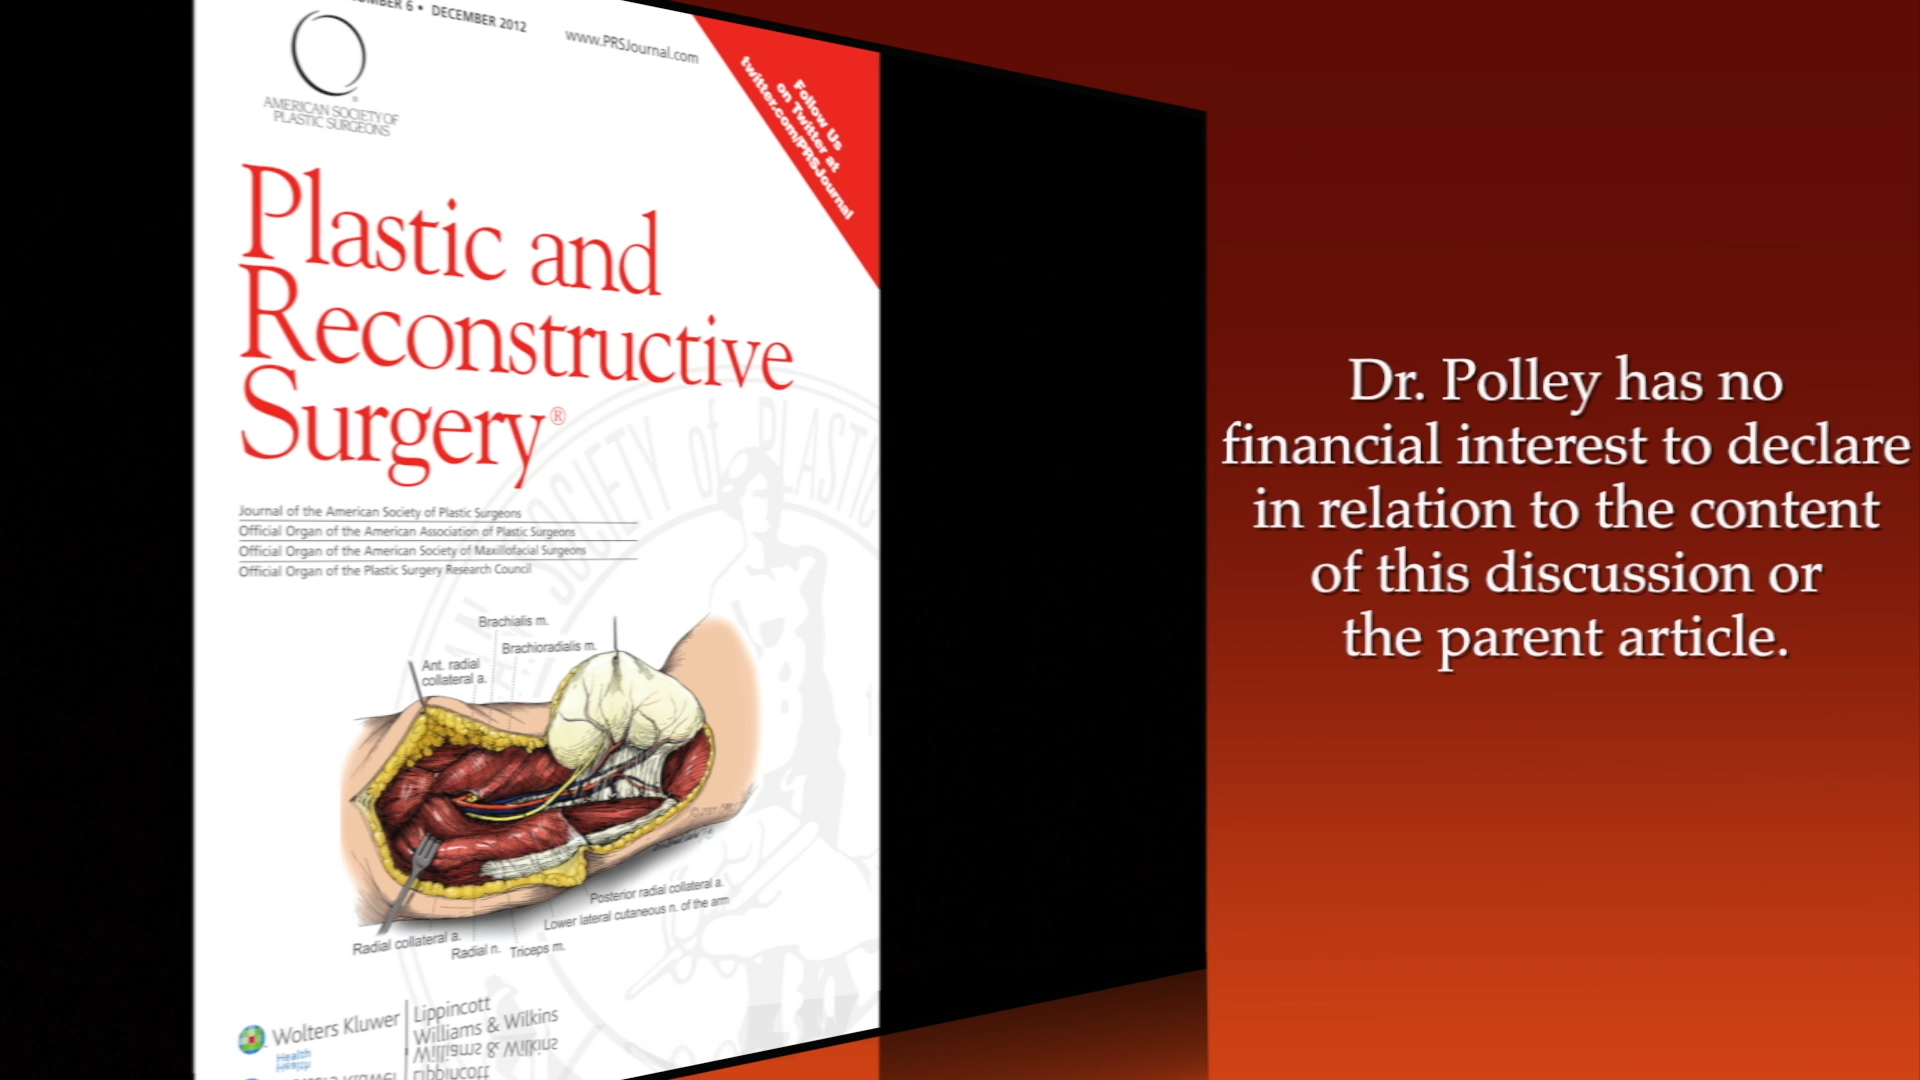 NUMBER 6 • DECEMBER 2012
www.PRSJournal.com
Follow Us
on Twitter at
twitter.com/PRSJournal
AMERICAN SOCIETY OF
PLASTIC SURGEONS
Plastic and
Reconstructive
Surgery®
Journal of the American Society of Plastic Surgeons
Official Organ of the American Association of Plastic Surgeons
Official Organ of the American Society of Maxillofacial Surgeons
Official Organ of the Plastic Surgery Research Council
Brachialis m.
Brachioradialis m.
Ant. radial
collateral a.
Posterior radial collateral a.
Lower lateral cutaneous n. of the arm
Radial collateral a.
Radial n.
Triceps m.
Wolters Kluwer
Health
Lippincott
Williams & Wilkins
SOCIETY of PLASTIC
Dr. Polley has no
financial interest to declare
in relation to the content
of this discussion or
the parent article.